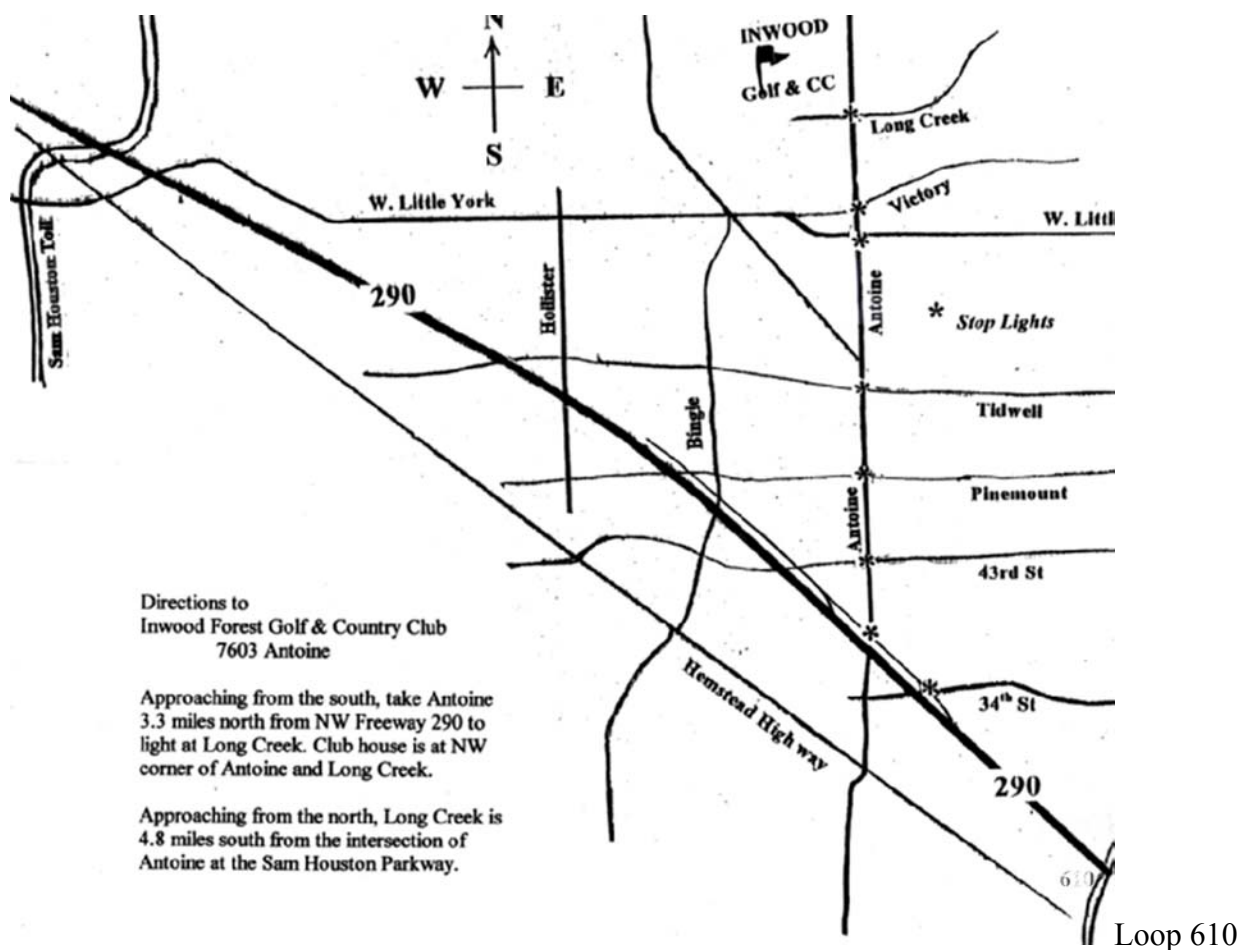 N
W E
S
INWOOD
Golf & CC
Long Creek
Victory
W. Little York
W. Littl
Sam Houston Toll
290
Hollister
Antoine
* Stop Lights
Bingle
Tidwell
Antoine
Pinemount
43rd St
Directions to
Inwood Forest Golf & Country Club
7603 Antoine
Approaching from the south, take Antoine
3.3 miles north from NW Freeway 290 to
light at Long Creek. Club house is at NW
corner of Antoine and Long Creek.
Approaching from the north, Long Creek is
4.8 miles south from the intersection of
Antoine at the Sam Houston Parkway.
Hemstead High way
34th St
290
610
Loop 610